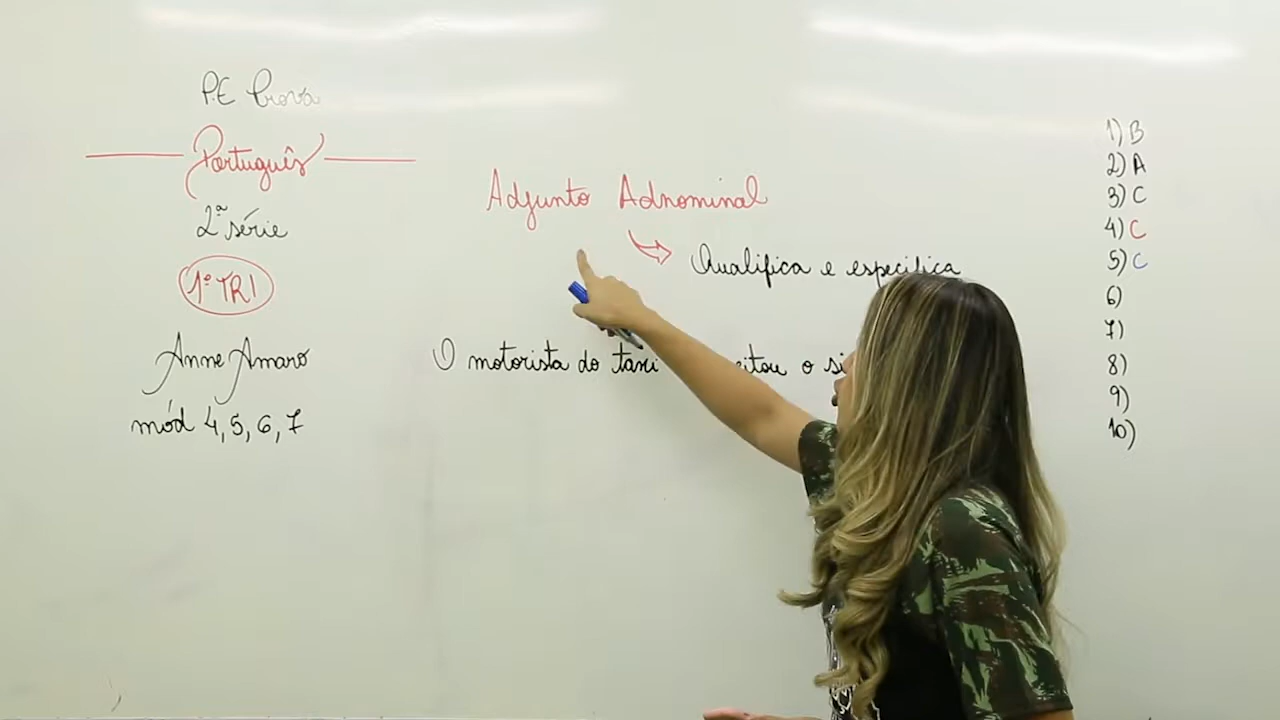 P.E Prova
Português
2ª série
1º TRI
Anne Amaro
mód 4, 5, 6, 7
Adjunto Adnominal
Qualifica e especifica
O motorista do taxi eitou o si
1) B
2) A
3) C
4) C
5) C
6)
7)
8)
9)
10)